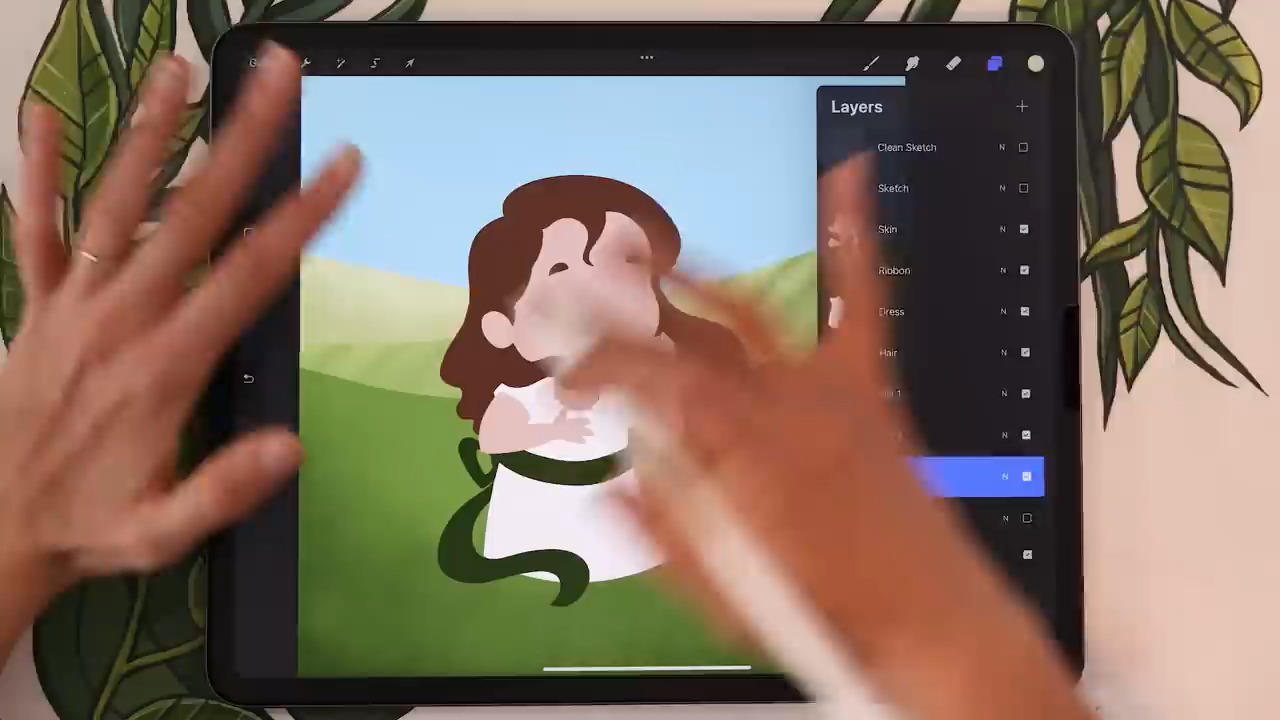 Layers
Clean Sketch N
Sketch N
Skin N
Ribbon N
Dress N
Hair N
N
N
N